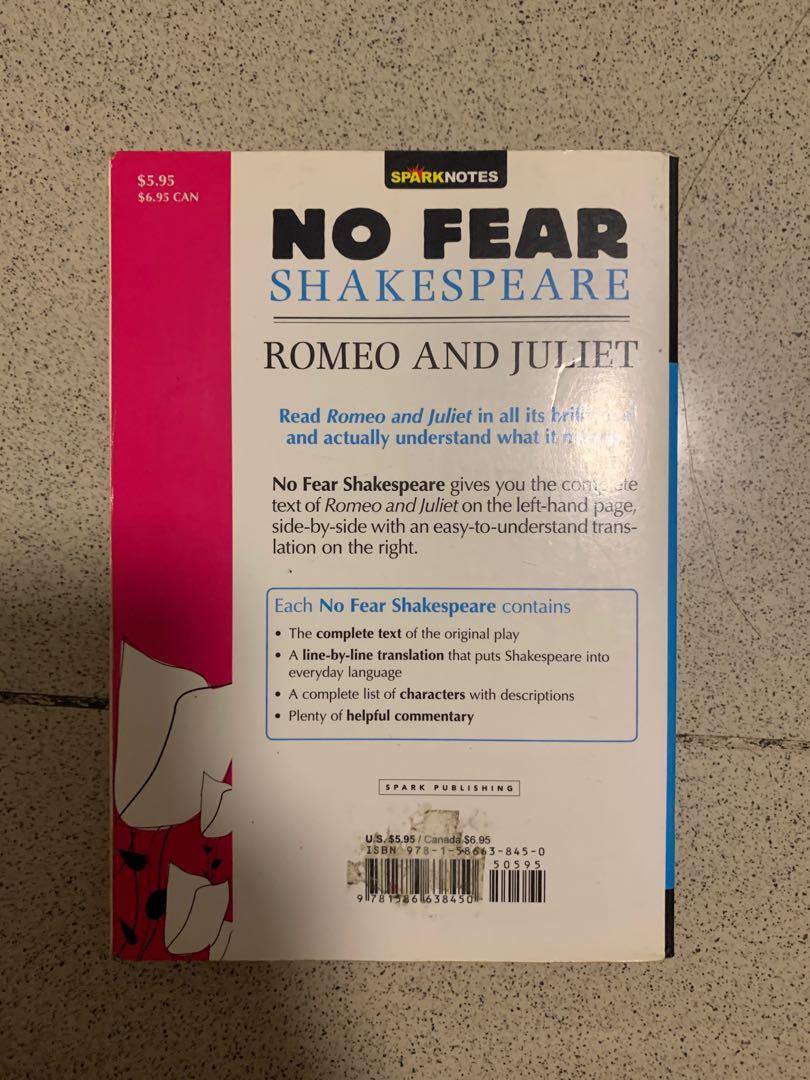 $5.95
$6.95 CAN
SPARKNOTES
NO FEAR
SHAKESPEARE
ROMEO AND JULIET
Read Romeo and Juliet in all its
and actually understand what it
No Fear Shakespeare gives you the complete
text of Romeo and Juliet on the left-hand page,
side-by-side with an easy-to-understand trans-
lation on the right.
Each No Fear Shakespeare contains
• The complete text of the original play
• A line-by-line translation that puts Shakespeare into
everyday language
• A complete list of characters with descriptions
• Plenty of helpful commentary
SPARK PUBLISHING
U.S. $5.95 / Canada $6.95
ISBN 978-1-58663-845-0
50595
9 781586 638450